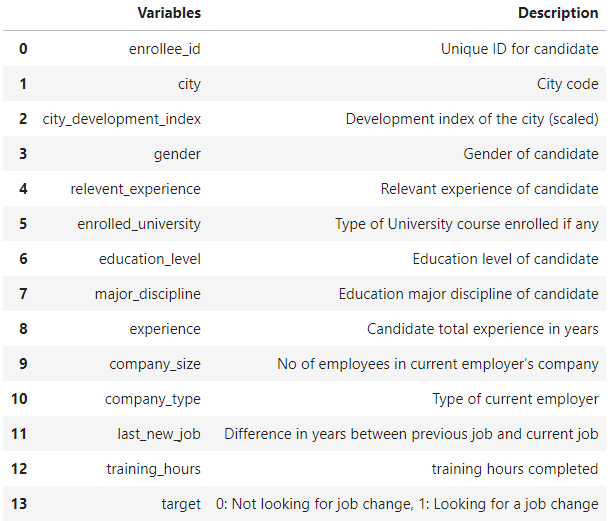 Variables Description
0 enrollee_id Unique ID for candidate
1 city City code
2 city_development_index Development index of the city (scaled)
3 gender Gender of candidate
4 relevent_experience Relevant experience of candidate
5 enrolled_university Type of University course enrolled if any
6 education_level Education level of candidate
7 major_discipline Education major discipline of candidate
8 experience Candidate total experience in years
9 company_size No of employees in current employer's company
10 company_type Type of current employer
11 last_new_job Difference in years between previous job and current job
12 training_hours training hours completed
13 target 0: Not looking for job change, 1: Looking for a job change